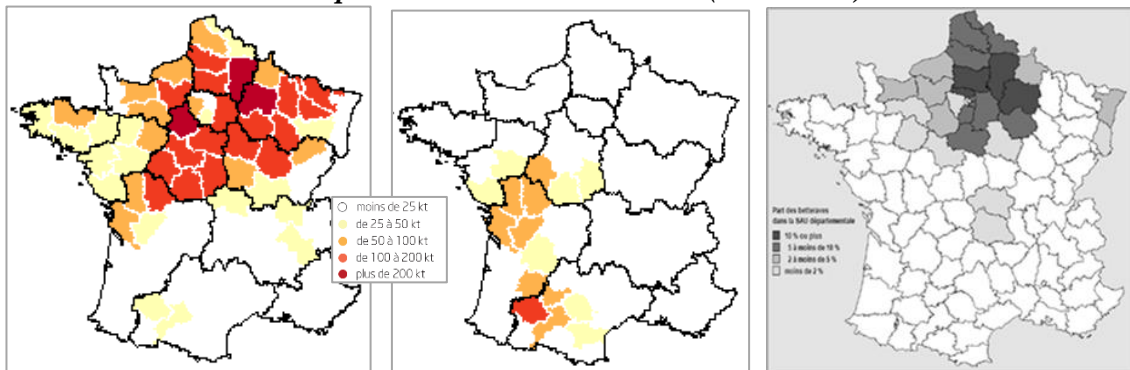 moins de 25 kt
de 25 à 50 kt
de 50 à 100 kt
de 100 à 200 kt
plus de 200 kt
Part des betteraves
dans la SAU départementale
10 % ou plus
5 à moins de 10 %
2 à moins de 5 %
moins de 2 %